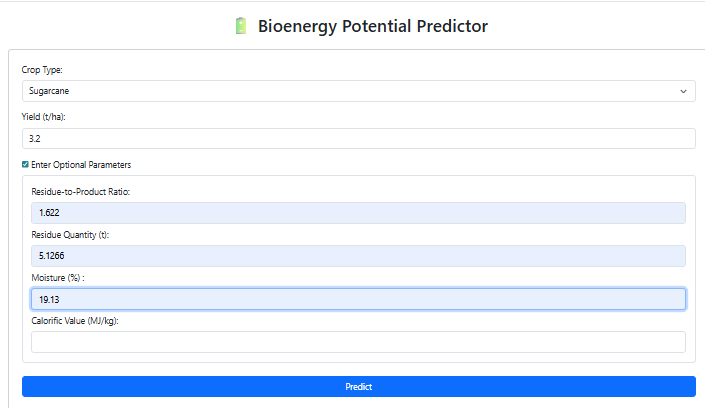 Bioenergy Potential Predictor
Crop Type:
Sugarcane
Yield (t/ha):
3.2
Enter Optional Parameters
Residue-to-Product Ratio:
1.622
Residue Quantity (t):
5.1266
Moisture (%) :
19.13
Calorific Value (MJ/kg):
Predict